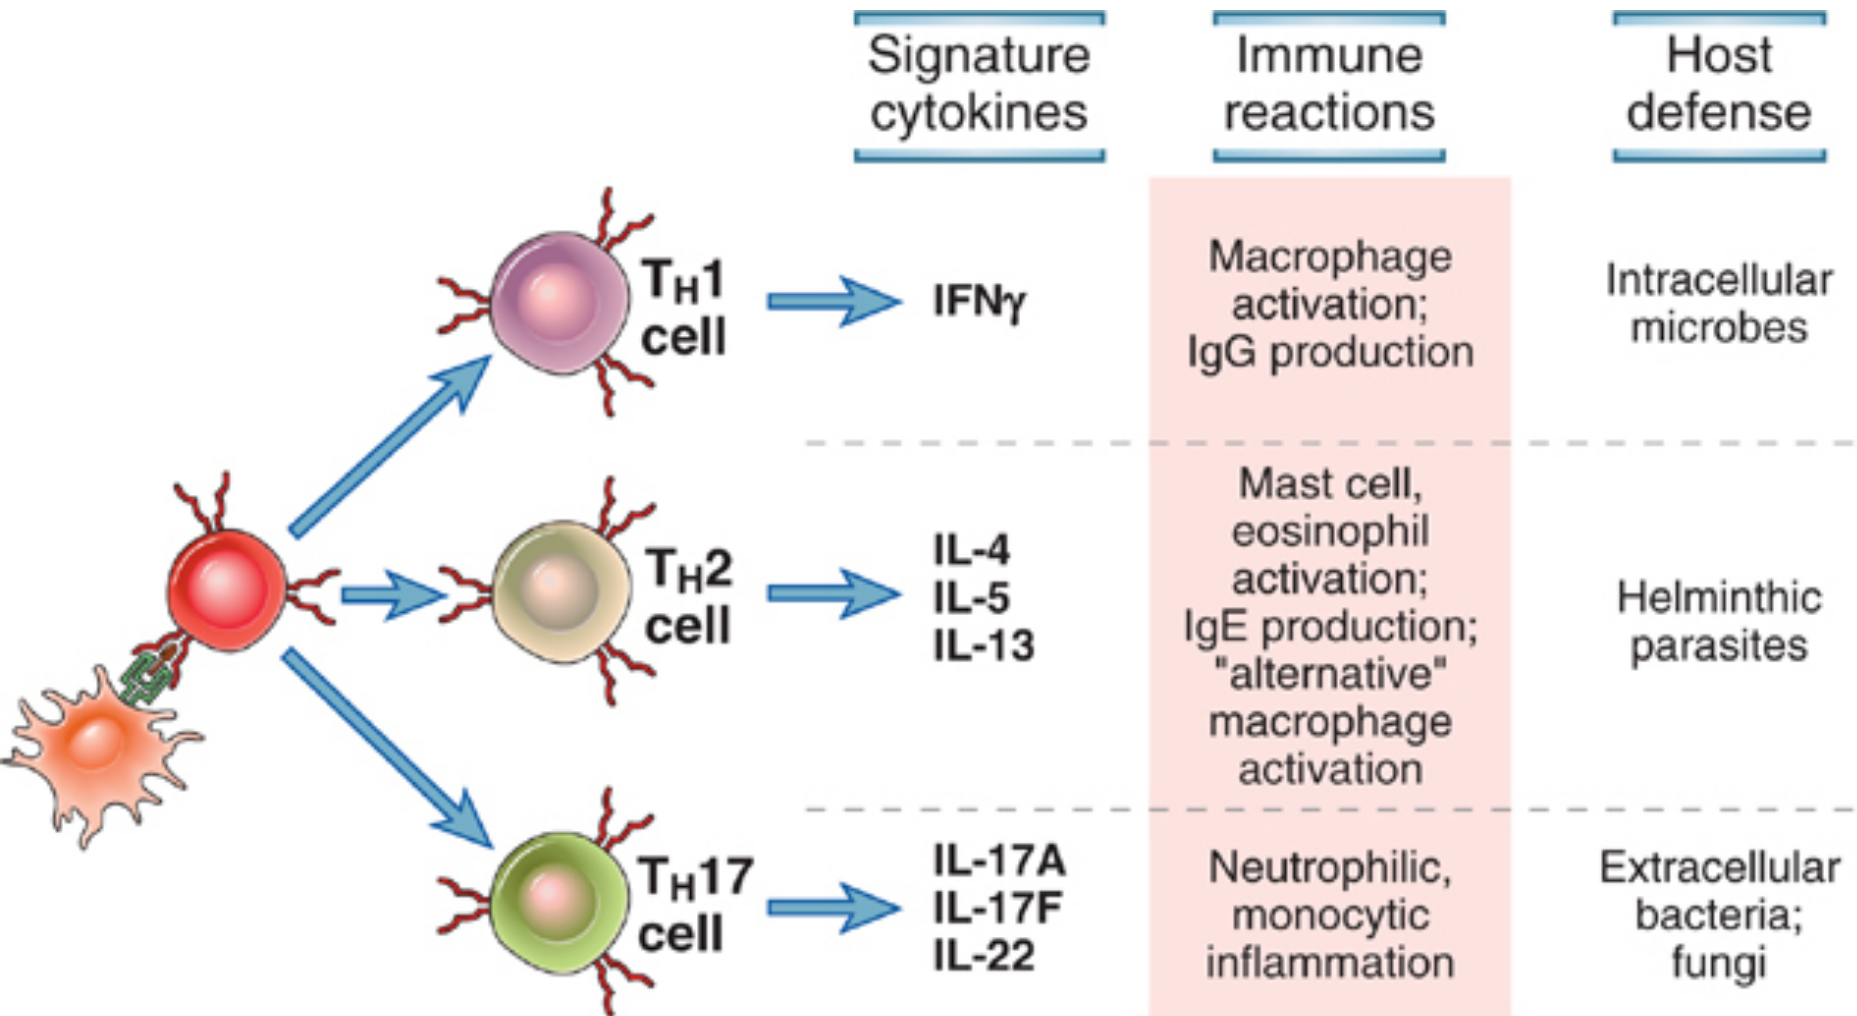 Signature
cytokines
Immune
reactions
Host
defense
TH1
cell
IFNγ
Macrophage
activation;
IgG production
Intracellular
microbes
TH2
cell
IL-4
IL-5
IL-13
Mast cell,
eosinophil
activation;
IgE production;
"alternative"
macrophage
activation
Helminthic
parasites
TH17
cell
IL-17A
IL-17F
IL-22
Neutrophilic,
monocytic
inflammation
Extracellular
bacteria;
fungi